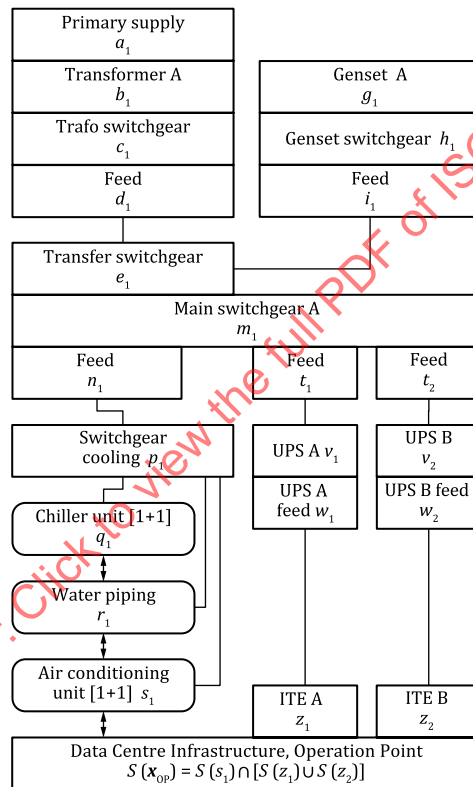 Primary supply
a₁
Transformer A
b₁
Trafo switchgear
c₁
Feed
d₁
Genset A
g₁
Genset switchgear h₁
Feed
i₁
Transfer switchgear
e₁
Main switchgear A
m₁
Feed
n₁
Feed
t₁
Feed
t₂
Switchgear
cooling p₁
UPS A v₁
UPS B
v₂
UPS A
feed w₁
UPS B feed
w₂
Chiller unit [1+1]
q₁
Water piping
r₁
Air conditioning
unit [1+1] s₁
ITE A
z₁
ITE B
z₂
Data Centre Infrastructure, Operation Point
S(x_OP) = S(s₁)∩[S(z₁)∪S(z₂)]
: Click to view the full PDF of ISO